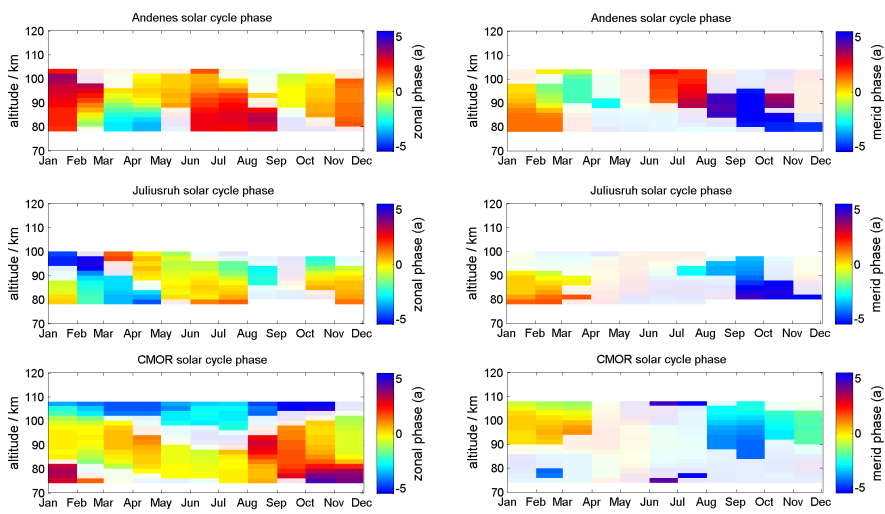 Andenes solar cycle phase
altitude / km
120
110
100
90
80
70
Jan Feb Mar Apr May Jun Jul Aug Sep Oct Nov Dec
5
0
-5
zonal phase (a)
Andenes solar cycle phase
altitude / km
120
110
100
90
80
70
Jan Feb Mar Apr May Jun Jul Aug Sep Oct Nov Dec
5
0
-5
merid phase (a)
Juliusruh solar cycle phase
altitude / km
120
110
100
90
80
70
Jan Feb Mar Apr May Jun Jul Aug Sep Oct Nov Dec
5
0
-5
zonal phase (a)
Juliusruh solar cycle phase
altitude / km
120
110
100
90
80
70
Jan Feb Mar Apr May Jun Jul Aug Sep Oct Nov Dec
5
0
-5
merid phase (a)
CMOR solar cycle phase
altitude / km
120
110
100
90
80
70
Jan Feb Mar Apr May Jun Jul Aug Sep Oct Nov Dec
5
0
-5
zonal phase (a)
CMOR solar cycle phase
altitude / km
120
110
100
90
80
70
Jan Feb Mar Apr May Jun Jul Aug Sep Oct Nov Dec
5
0
-5
merid phase (a)